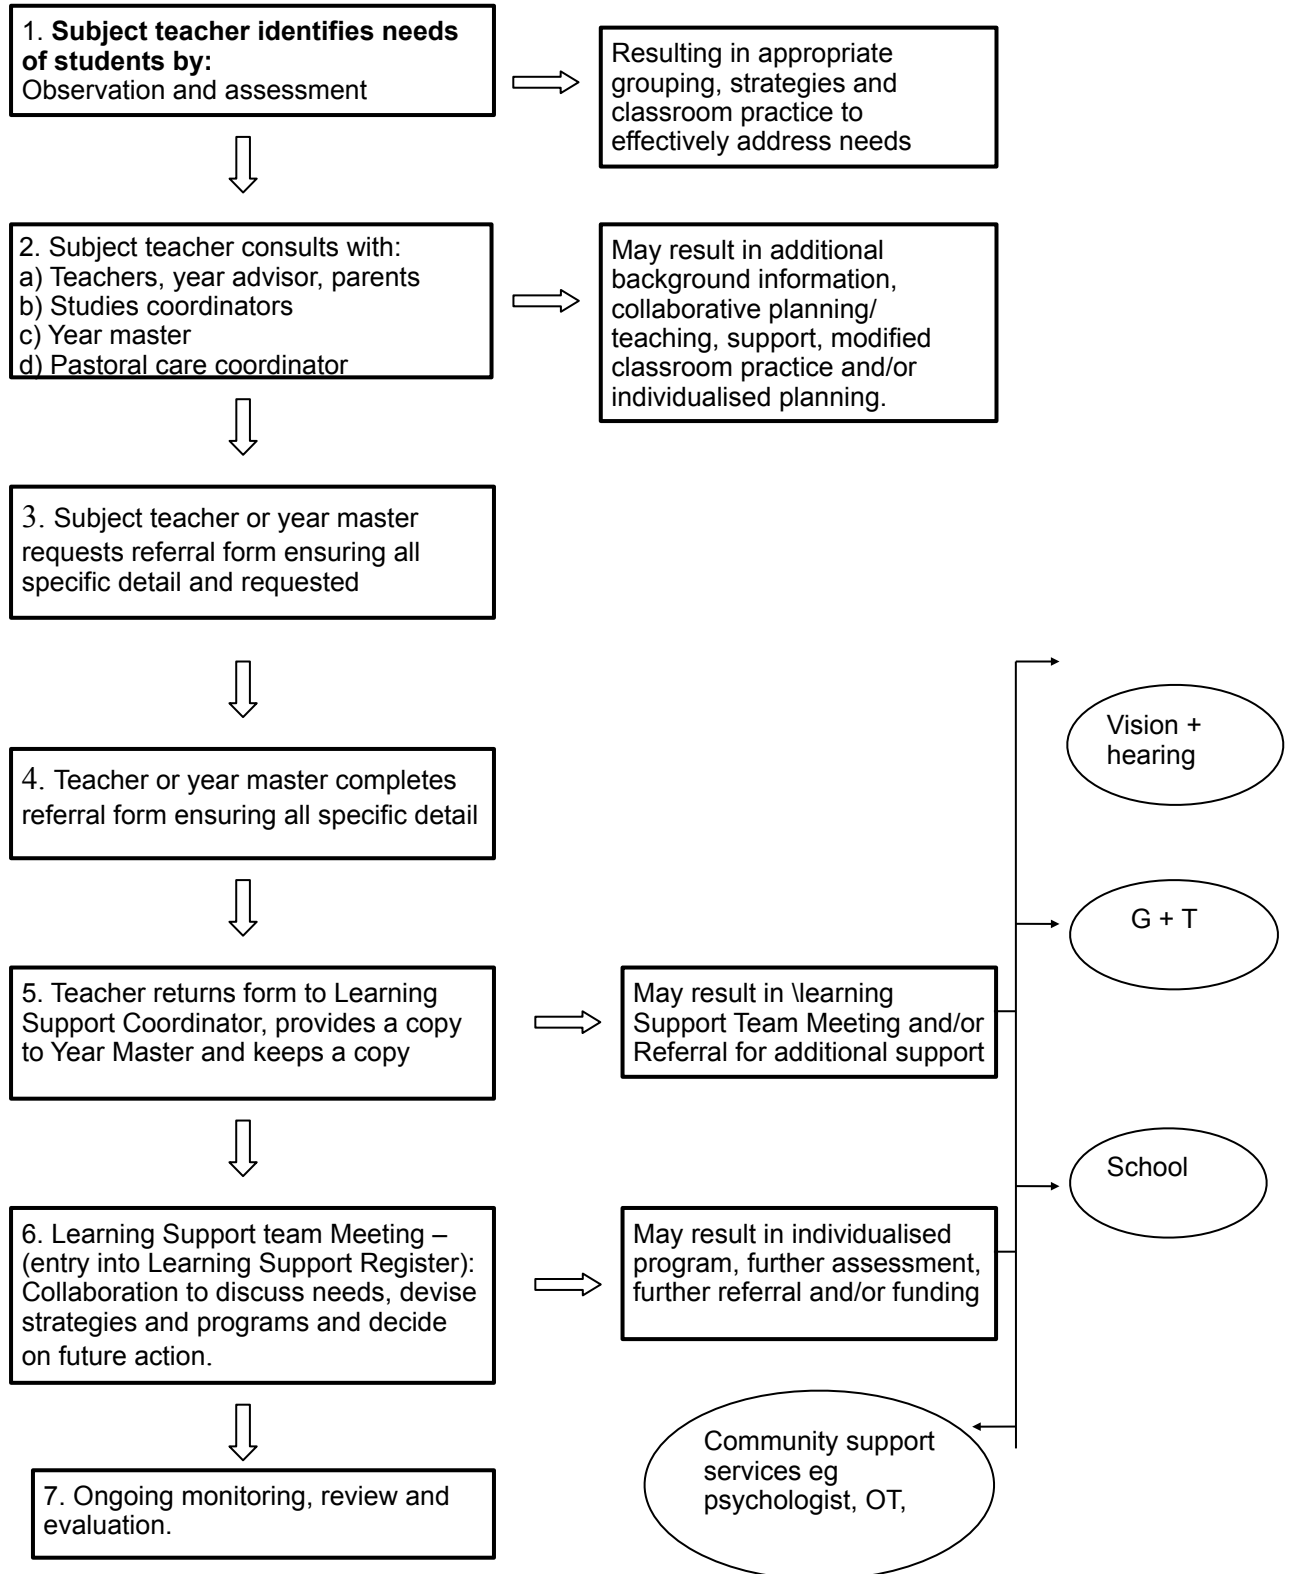 1. Subject teacher identifies needs
of students by:
Observation and assessment
Resulting in appropriate
grouping, strategies and
classroom practice to
effectively address needs
2. Subject teacher consults with:
a) Teachers, year advisor, parents
b) Studies coordinators
c) Year master
d) Pastoral care coordinator
May result in additional
background information,
collaborative planning/
teaching, support, modified
classroom practice and/or
individualised planning.
3. Subject teacher or year master
requests referral form ensuring all
specific detail and requested
4. Teacher or year master completes
referral form ensuring all specific detail
Vision +
hearing
G + T
5. Teacher returns form to Learning
Support Coordinator, provides a copy
to Year Master and keeps a copy
May result in \learning
Support Team Meeting and/or
Referral for additional support
School
6. Learning Support team Meeting –
(entry into Learning Support Register):
Collaboration to discuss needs, devise
strategies and programs and decide
on future action.
May result in individualised
program, further assessment,
further referral and/or funding
Community support
services eg
psychologist, OT,
7. Ongoing monitoring, review and
evaluation.